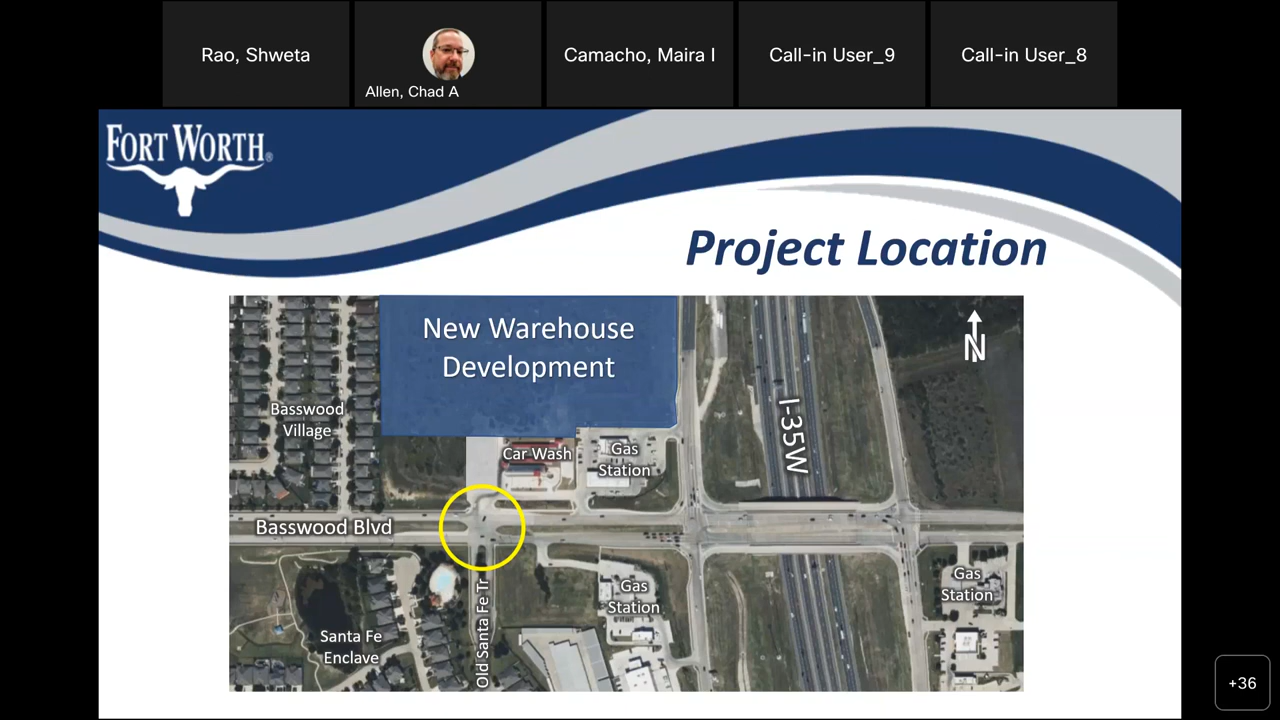 Rao, Shweta
Allen, Chad A
Camacho, Maira I
Call-in User_9
Call-in User_8
FORT WORTH®
Project Location
New Warehouse
Development
N
Basswood
Village
Car Wash
Gas
Station
I-35W
Basswood Blvd
Old Santa Fe Tr
Gas
Station
Gas
Station
Santa Fe
Enclave
+36